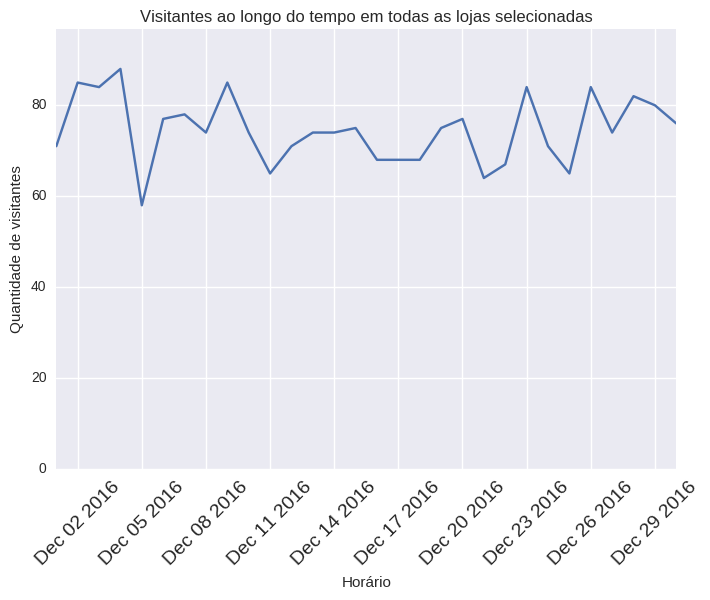 Visitantes ao longo do tempo em todas as lojas selecionadas
Quantidade de visitantes
80
60
40
20
0
Dec 02 2016
Dec 05 2016
Dec 08 2016
Dec 11 2016
Dec 14 2016
Dec 17 2016
Dec 20 2016
Dec 23 2016
Dec 26 2016
Dec 29 2016
Horário